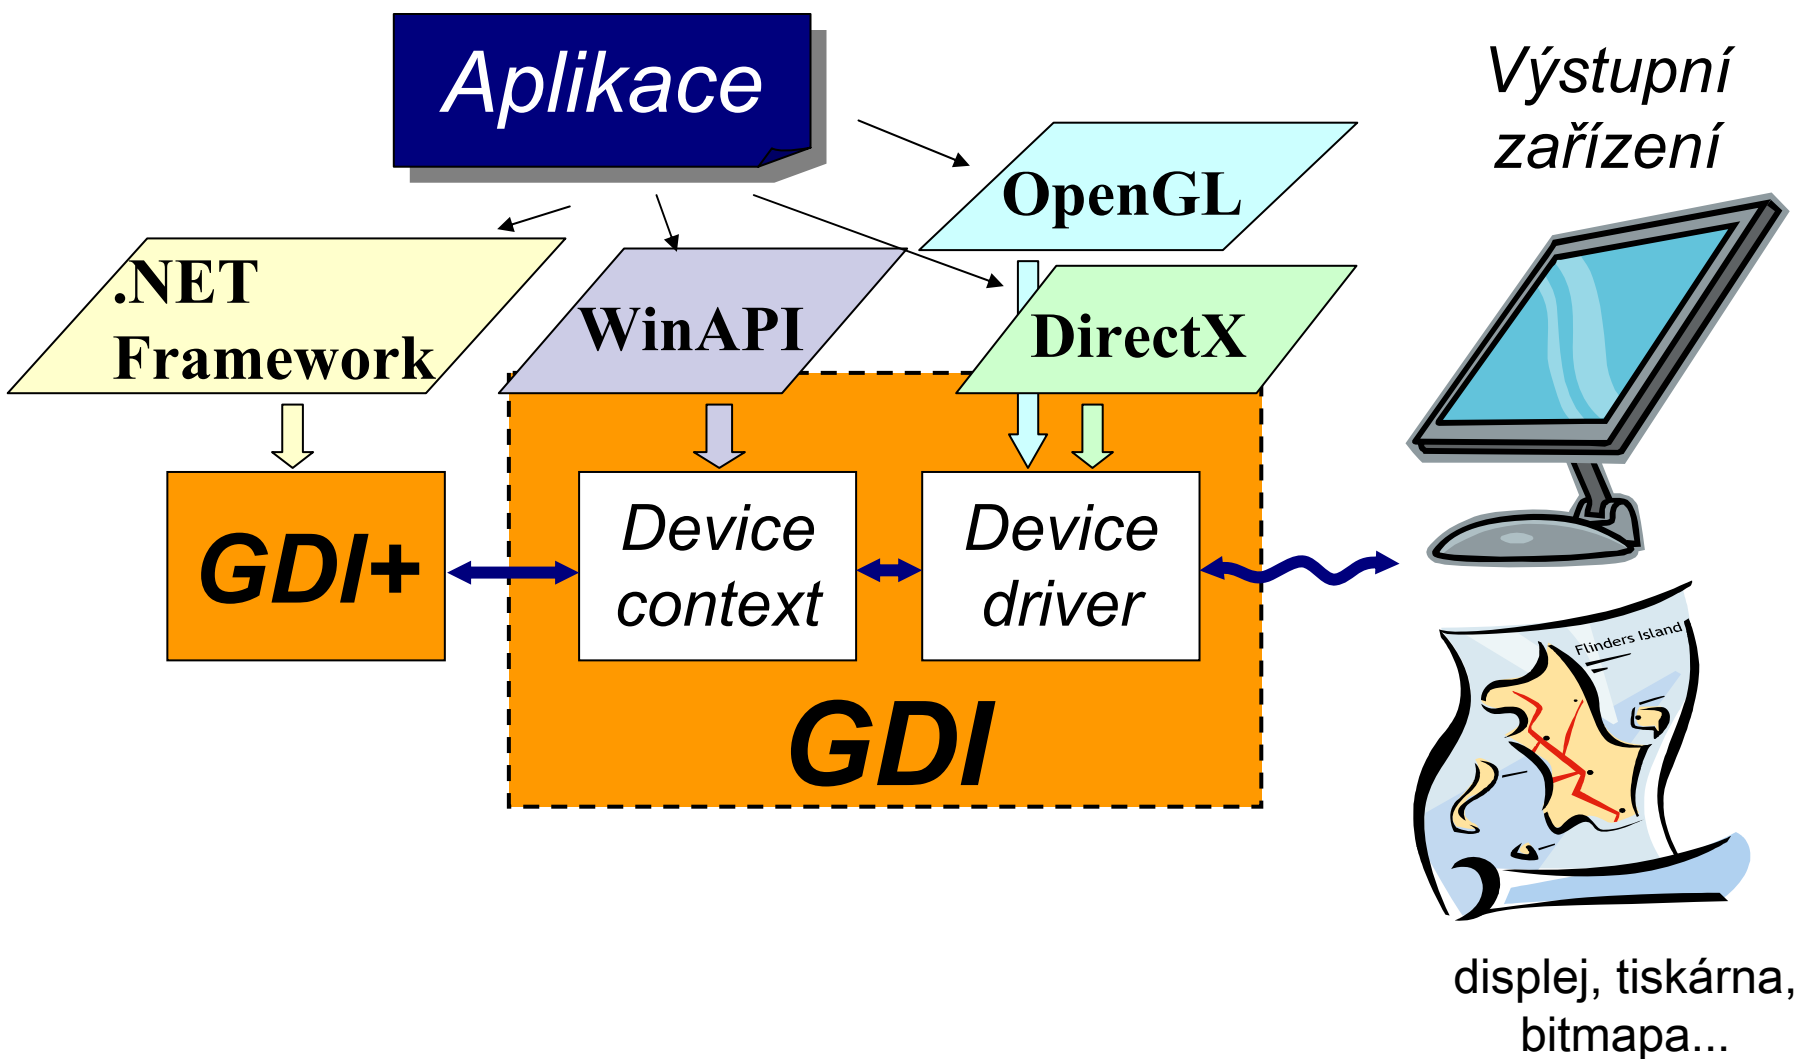 Aplikace
Výstupní
zařízení
OpenGL
.NET
Framework
WinAPI
DirectX
GDI+
Device
context
Device
driver
GDI
Flinders Island
displej, tiskárna,
bitmapa...